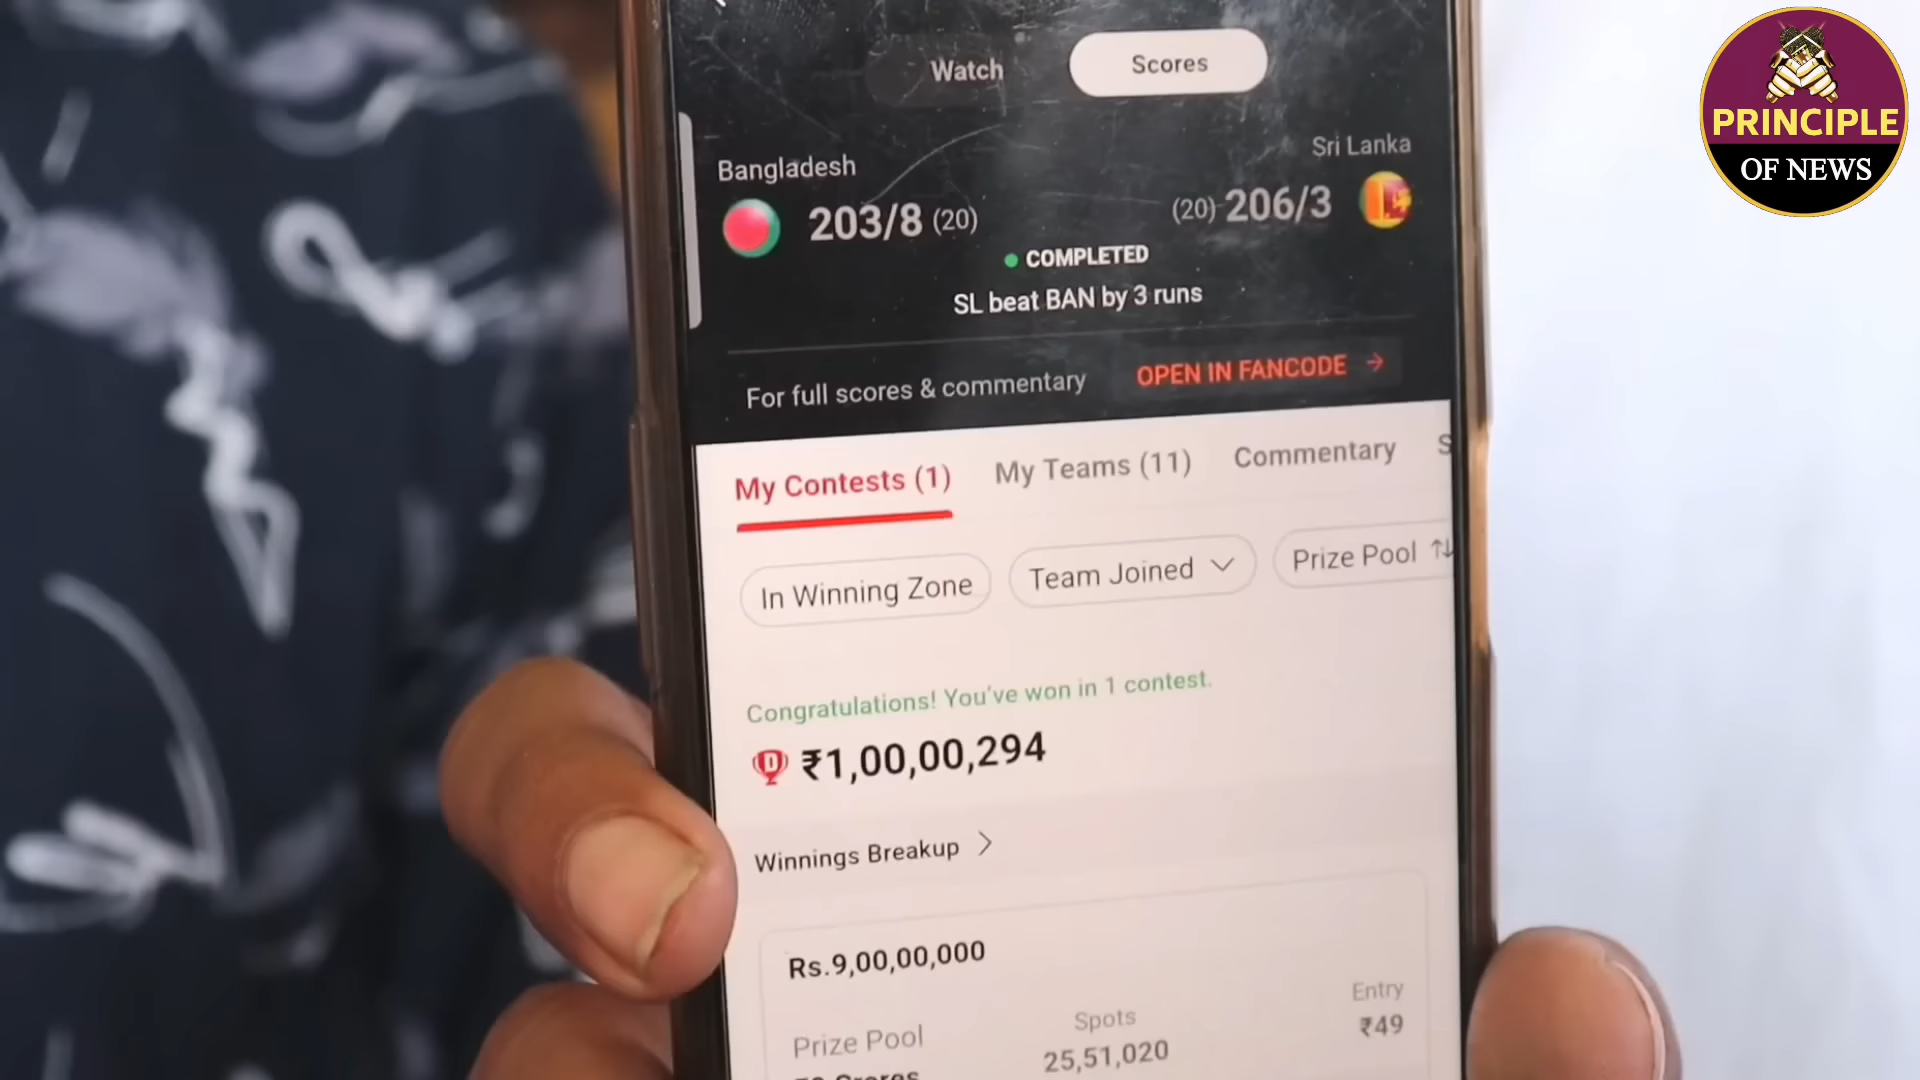 Watch
Scores
Bangladesh
Sri Lanka
203/8 (20)
(20) 206/3
COMPLETED
SL beat BAN by 3 runs
For full scores & commentary
OPEN IN FANCODE →
My Contests (1)
My Teams (11)
Commentary
S
In Winning Zone
Team Joined
Prize Pool
Congratulations! You've won in 1 contest.
D
₹1,00,00,294
Winnings Breakup
Rs.9,00,00,000
Prize Pool
Spots
Entry
25,51,020
₹49
PRINCIPLE
OF NEWS